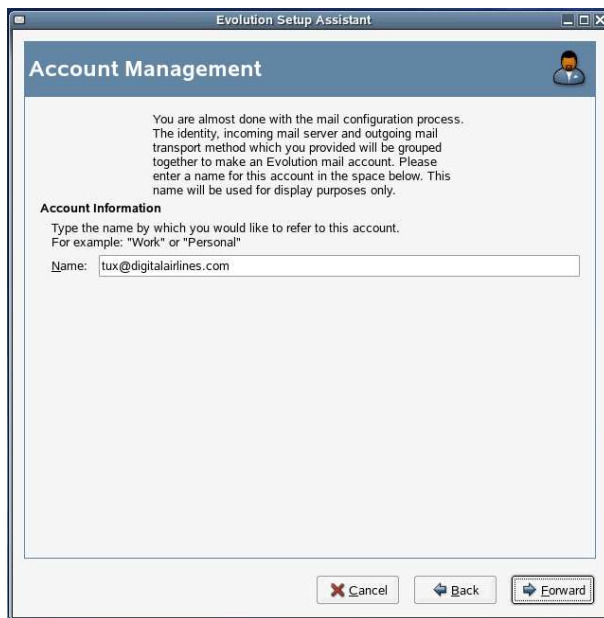 Evolution Setup Assistant
Account Management
You are almost done with the mail configuration process.
The identity, incoming mail server and outgoing mail
transport method which you provided will be grouped
together to make an Evolution mail account. Please
enter a name for this account in the space below. This
name will be used for display purposes only.
Account Information
Type the name by which you would like to refer to this account.
For example: "Work" or "Personal"
Name: tux@digitalairlines.com
Cancel Back Forward